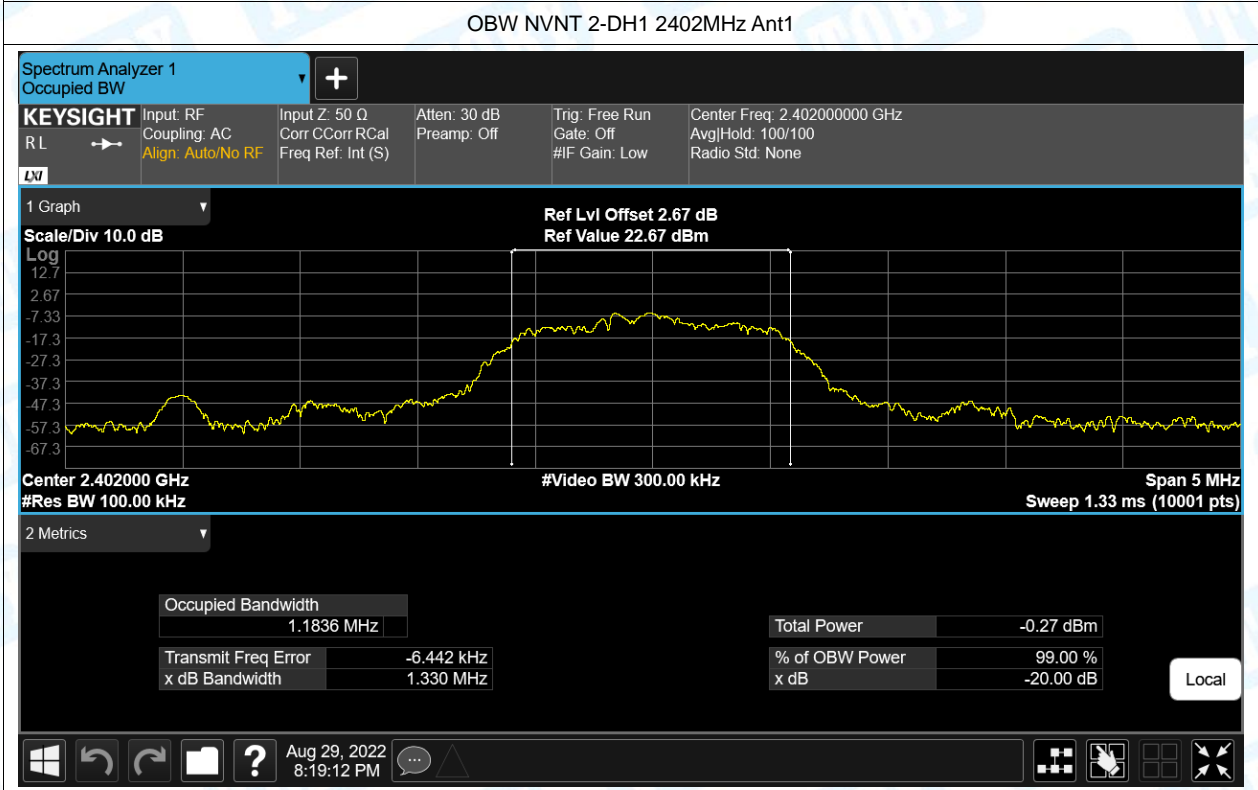 OBW NVNT 2-DH1 2402MHz Ant1
Spectrum Analyzer 1
Occupied BW
KEYSIGHT Input: RF Input Z: 50 Ω Atten: 30 dB Trig: Free Run Center Freq: 2.402000000 GHz
RL Coupling: AC Corr CCorr RCal Preamp: Off Gate: Off Avg|Hold: 100/100
Align: Auto/No RF Freq Ref: Int (S) #IF Gain: Low Radio Std: None
LXI
1 Graph
Ref Lvl Offset 2.67 dB
Scale/Div 10.0 dB Ref Value 22.67 dBm
Log
12.7
2.67
-7.33
-17.3
-27.3
-37.3
-47.3
-57.3
-67.3
Center 2.402000 GHz #Video BW 300.00 kHz Span 5 MHz
#Res BW 100.00 kHz Sweep 1.33 ms (10001 pts)
2 Metrics
Occupied Bandwidth
1.1836 MHz Total Power -0.27 dBm
Transmit Freq Error -6.442 kHz % of OBW Power 99.00 %
x dB Bandwidth 1.330 MHz x dB -20.00 dB
Local
Aug 29, 2022
8:19:12 PM